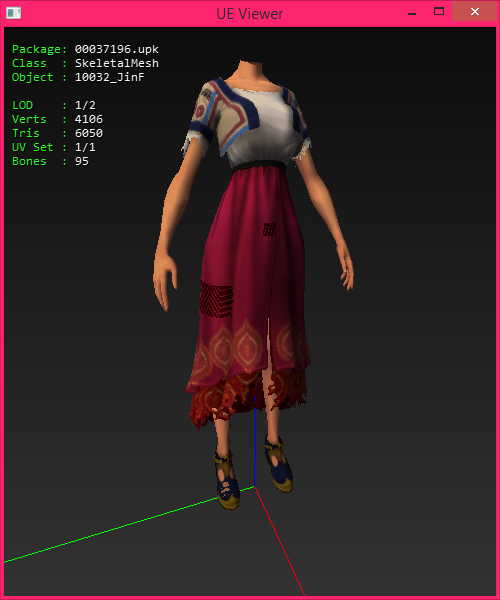 UE Viewer
Package: 00037196.upk
Class  : SkeletalMesh
Object : 10032_JinF
LOD    : 1/2
Verts  : 4106
Tris   : 6050
UV Set : 1/1
Bones  : 95